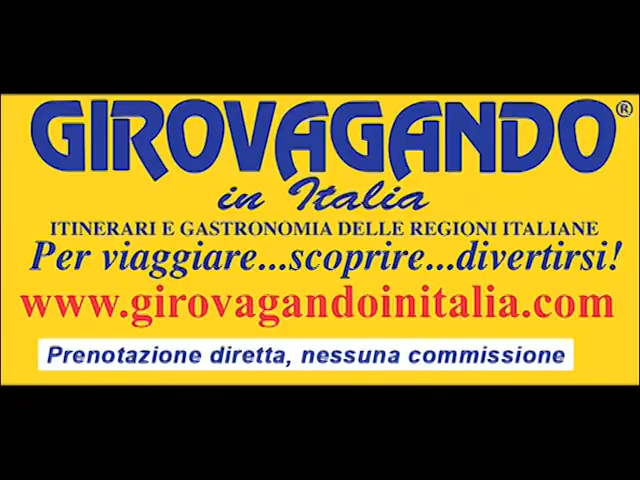 GIROVAGANDO®
in Italia
ITINERARI E GASTRONOMIA DELLE REGIONI ITALIANE
Per viaggiare...scoprire...divertirsi!
www.girovagandoinitalia.com
Prenotazione diretta, nessuna commissione